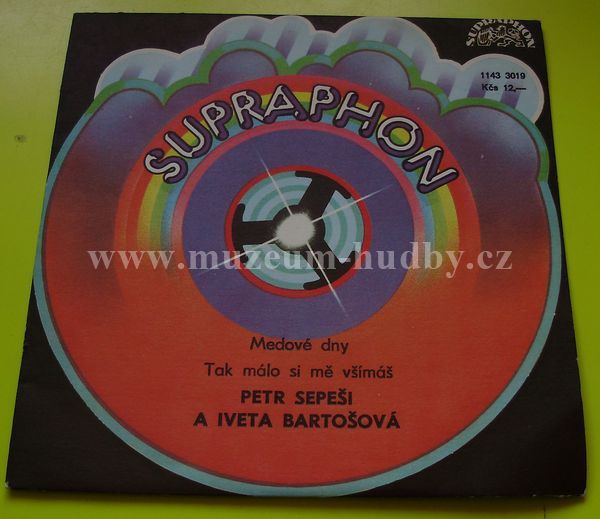 SUPRAPHON
1143 3019
Kčs 12,—
SUPRAPHON
www.muzeum-hudby.cz
Medové dny
Tak málo si mě všímáš
PETR SEPEŠI
A IVETA BARTOŠOVÁ